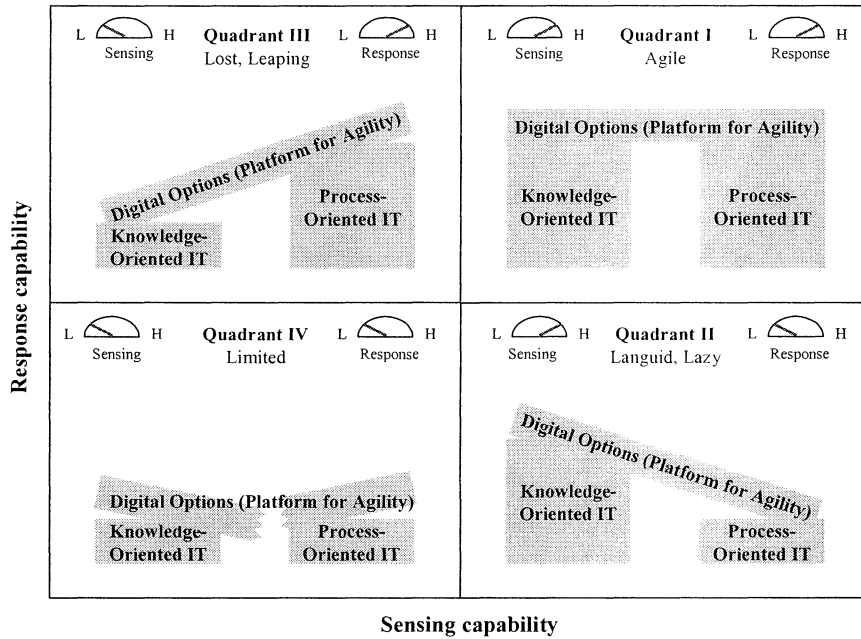 L H Quadrant III L H
Sensing Lost, Leaping Response
Digital Options (Platform for Agility)
Knowledge-
Oriented IT
Process-
Oriented IT
L H Quadrant I L H
Sensing Agile Response
Digital Options (Platform for Agility)
Knowledge-
Oriented IT
Process-
Oriented IT
Response capability
L H Quadrant IV L H
Sensing Limited Response
Digital Options (Platform for Agility)
Knowledge-
Oriented IT
Process-
Oriented IT
L H Quadrant II L H
Sensing Languid, Lazy Response
Digital Options (Platform for Agility)
Knowledge-
Oriented IT
Process-
Oriented IT
Sensing capability